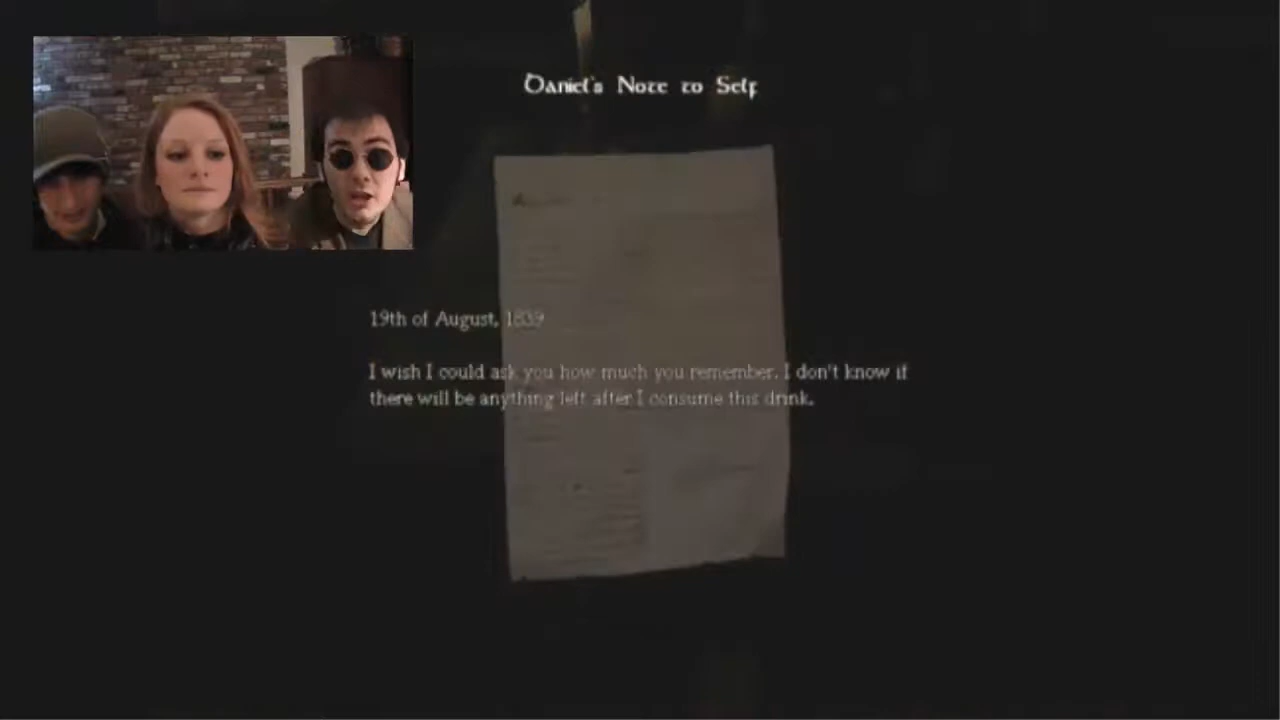 Daniel's Note to Self
19th of August, 1839
I wish I could ask you how much you remember. I don't know if
there will be anything left after I consume this drink.